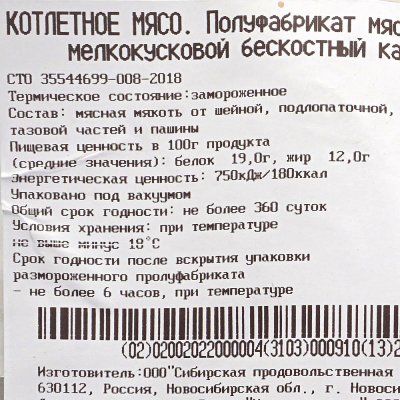 КОТЛЕТНОЕ МЯСО. Полуфабрикат мяс
мелкокусковой бескостный ка
СТО 35544699-008-2018
Термическое состояние:замороженное
Состав: мясная мякоть от шейной, подлопаточной,
тазовой частей и пашины
Пищевая ценность в 100г продукта
(средние значения): белок 19,0г, жир 12,0г
Энергетическая ценность: 750кДж/180ккал
Упаковано под вакуумом
Общий срок годности: не более 360 суток
Условия хранения: при температуре
не выше минус 18°С
Срок годности после вскрытия упаковки
размороженного пролуфабриката
- не более 6 часов, при температуре
(02)02002022000004(3103)000910(13)2
Изготовитель:ООО"Сибирская продовольственная
630112, Россия, Новосибирская обл., г. Новоси